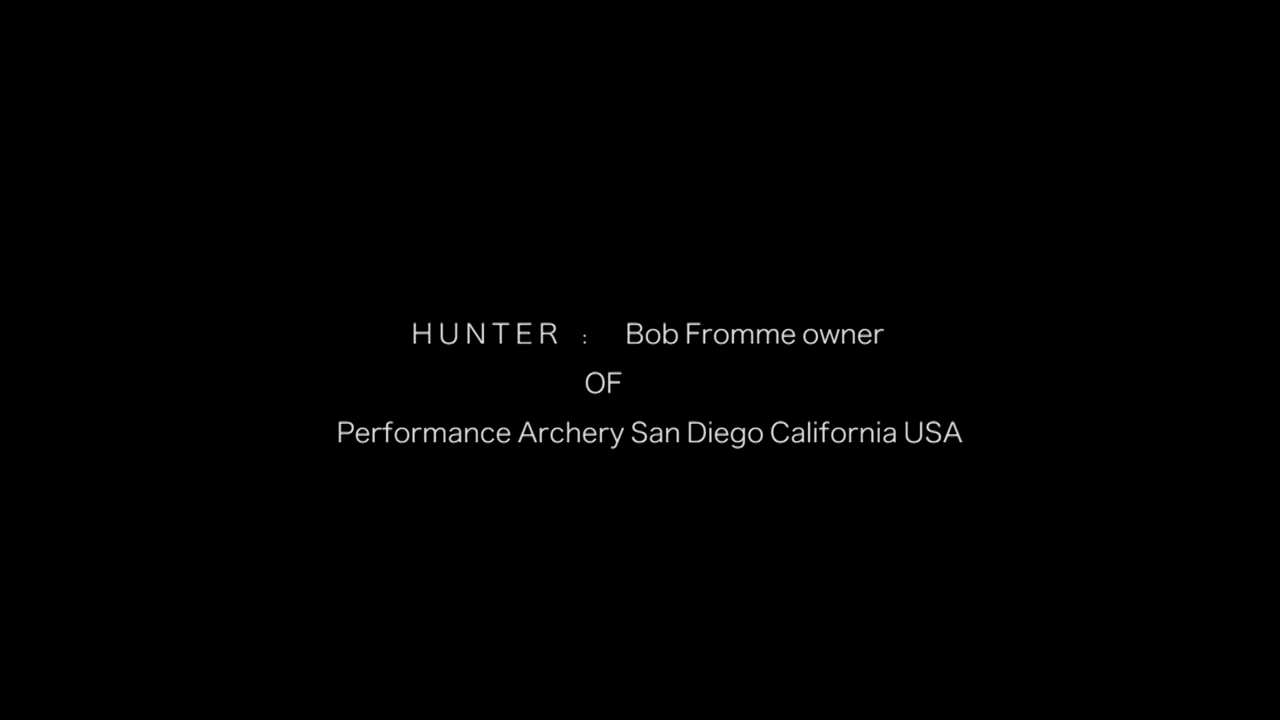 HUNTER : Bob Fromme owner
OF
Performance Archery San Diego California USA